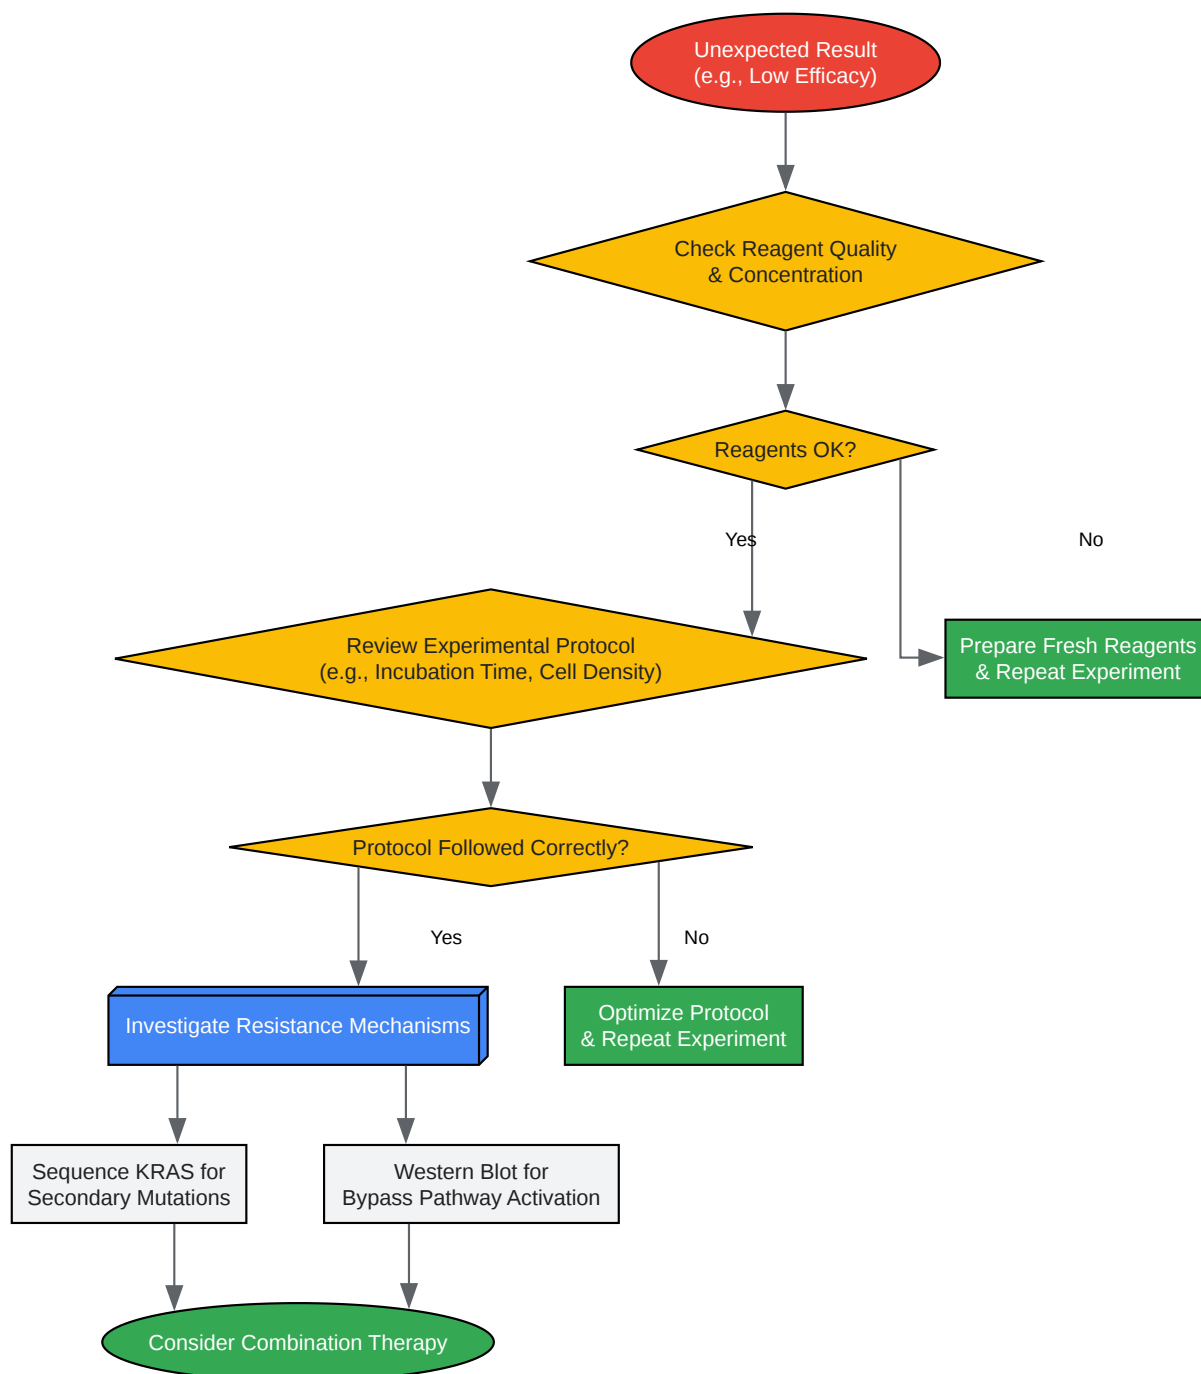 Unexpected Result
(e.g., Low Efficacy)
Check Reagent Quality
& Concentration
Reagents OK?
Yes
No
Review Experimental Protocol
(e.g., Incubation Time, Cell Density)
Prepare Fresh Reagents
& Repeat Experiment
Protocol Followed Correctly?
Yes
No
Investigate Resistance Mechanisms
Optimize Protocol
& Repeat Experiment
Sequence KRAS for
Secondary Mutations
Western Blot for
Bypass Pathway Activation
Consider Combination Therapy